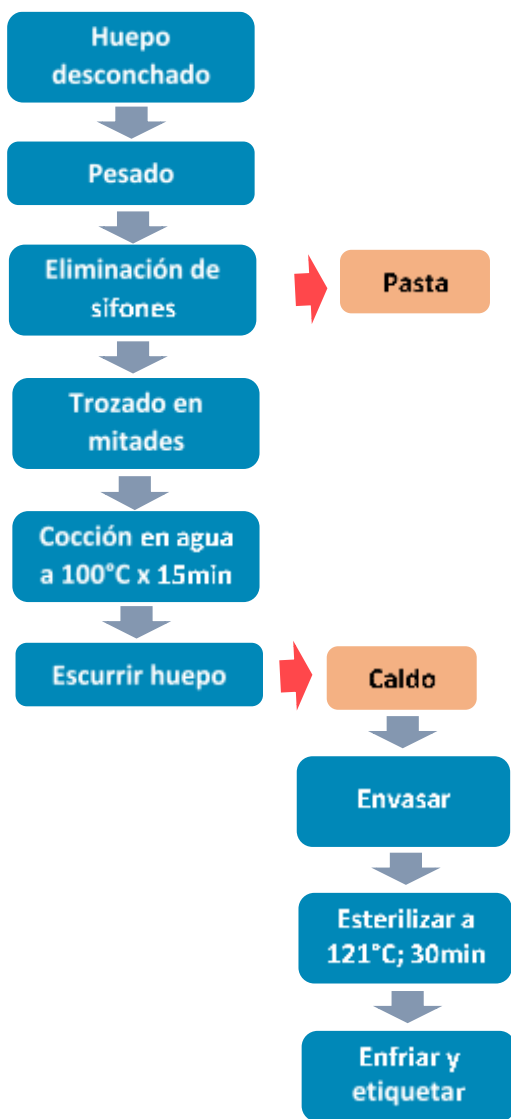 Huepo
desconchado
Pesado
Eliminación de
sifones
Pasta
Trozado en
mitades
Cocción en agua
a 100°C x 15min
Escurrir huepo
Caldo
Envasar
Esterilizar a
121°C; 30min
Enfriar y
etiquetar